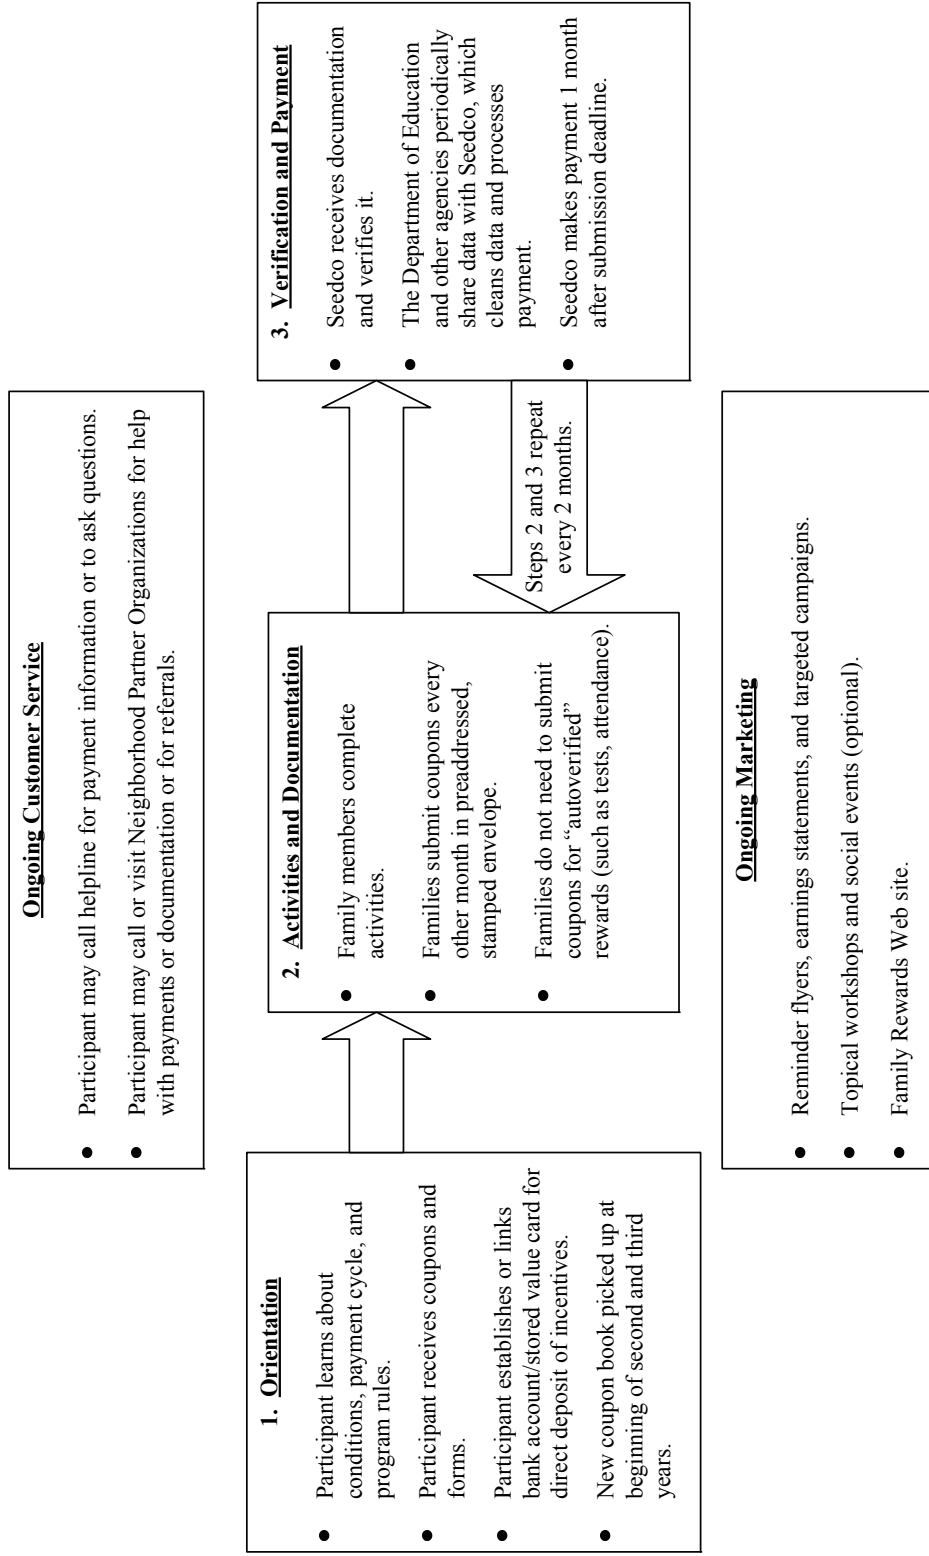 Ongoing Customer Service
● Participant may call helpline for payment information or to ask questions.
● Participant may call or visit Neighborhood Partner Organizations for help
with payments or documentation or for referrals.
1. Orientation
● Participant learns about
conditions, payment cycle, and
program rules.
● Participant receives coupons and
forms.
● Participant establishes or links
bank account/stored value card for
direct deposit of incentives.
● New coupon book picked up at
beginning of second and third
years.
2. Activities and Documentation
● Family members complete
activities.
● Families submit coupons every
other month in preaddressed,
stamped envelope.
● Families do not need to submit
coupons for “autoverified”
rewards (such as tests, attendance).
Steps 2 and 3 repeat
every 2 months.
3. Verification and Payment
● Seedco receives documentation
and verifies it.
● The Department of Education
and other agencies periodically
share data with Seedco, which
cleans data and processes
payment.
● Seedco makes payment 1 month
after submission deadline.
Ongoing Marketing
● Reminder flyers, earnings statements, and targeted campaigns.
● Topical workshops and social events (optional).
● Family Rewards Web site.